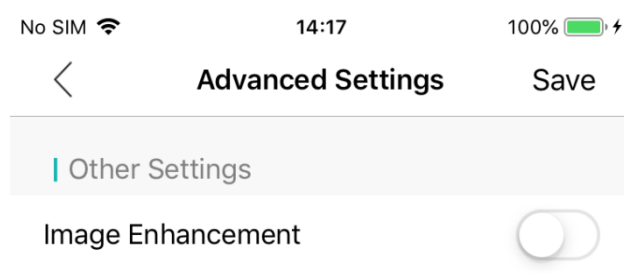 No SIM 14:17 100%
Advanced Settings Save
Other Settings
Image Enhancement